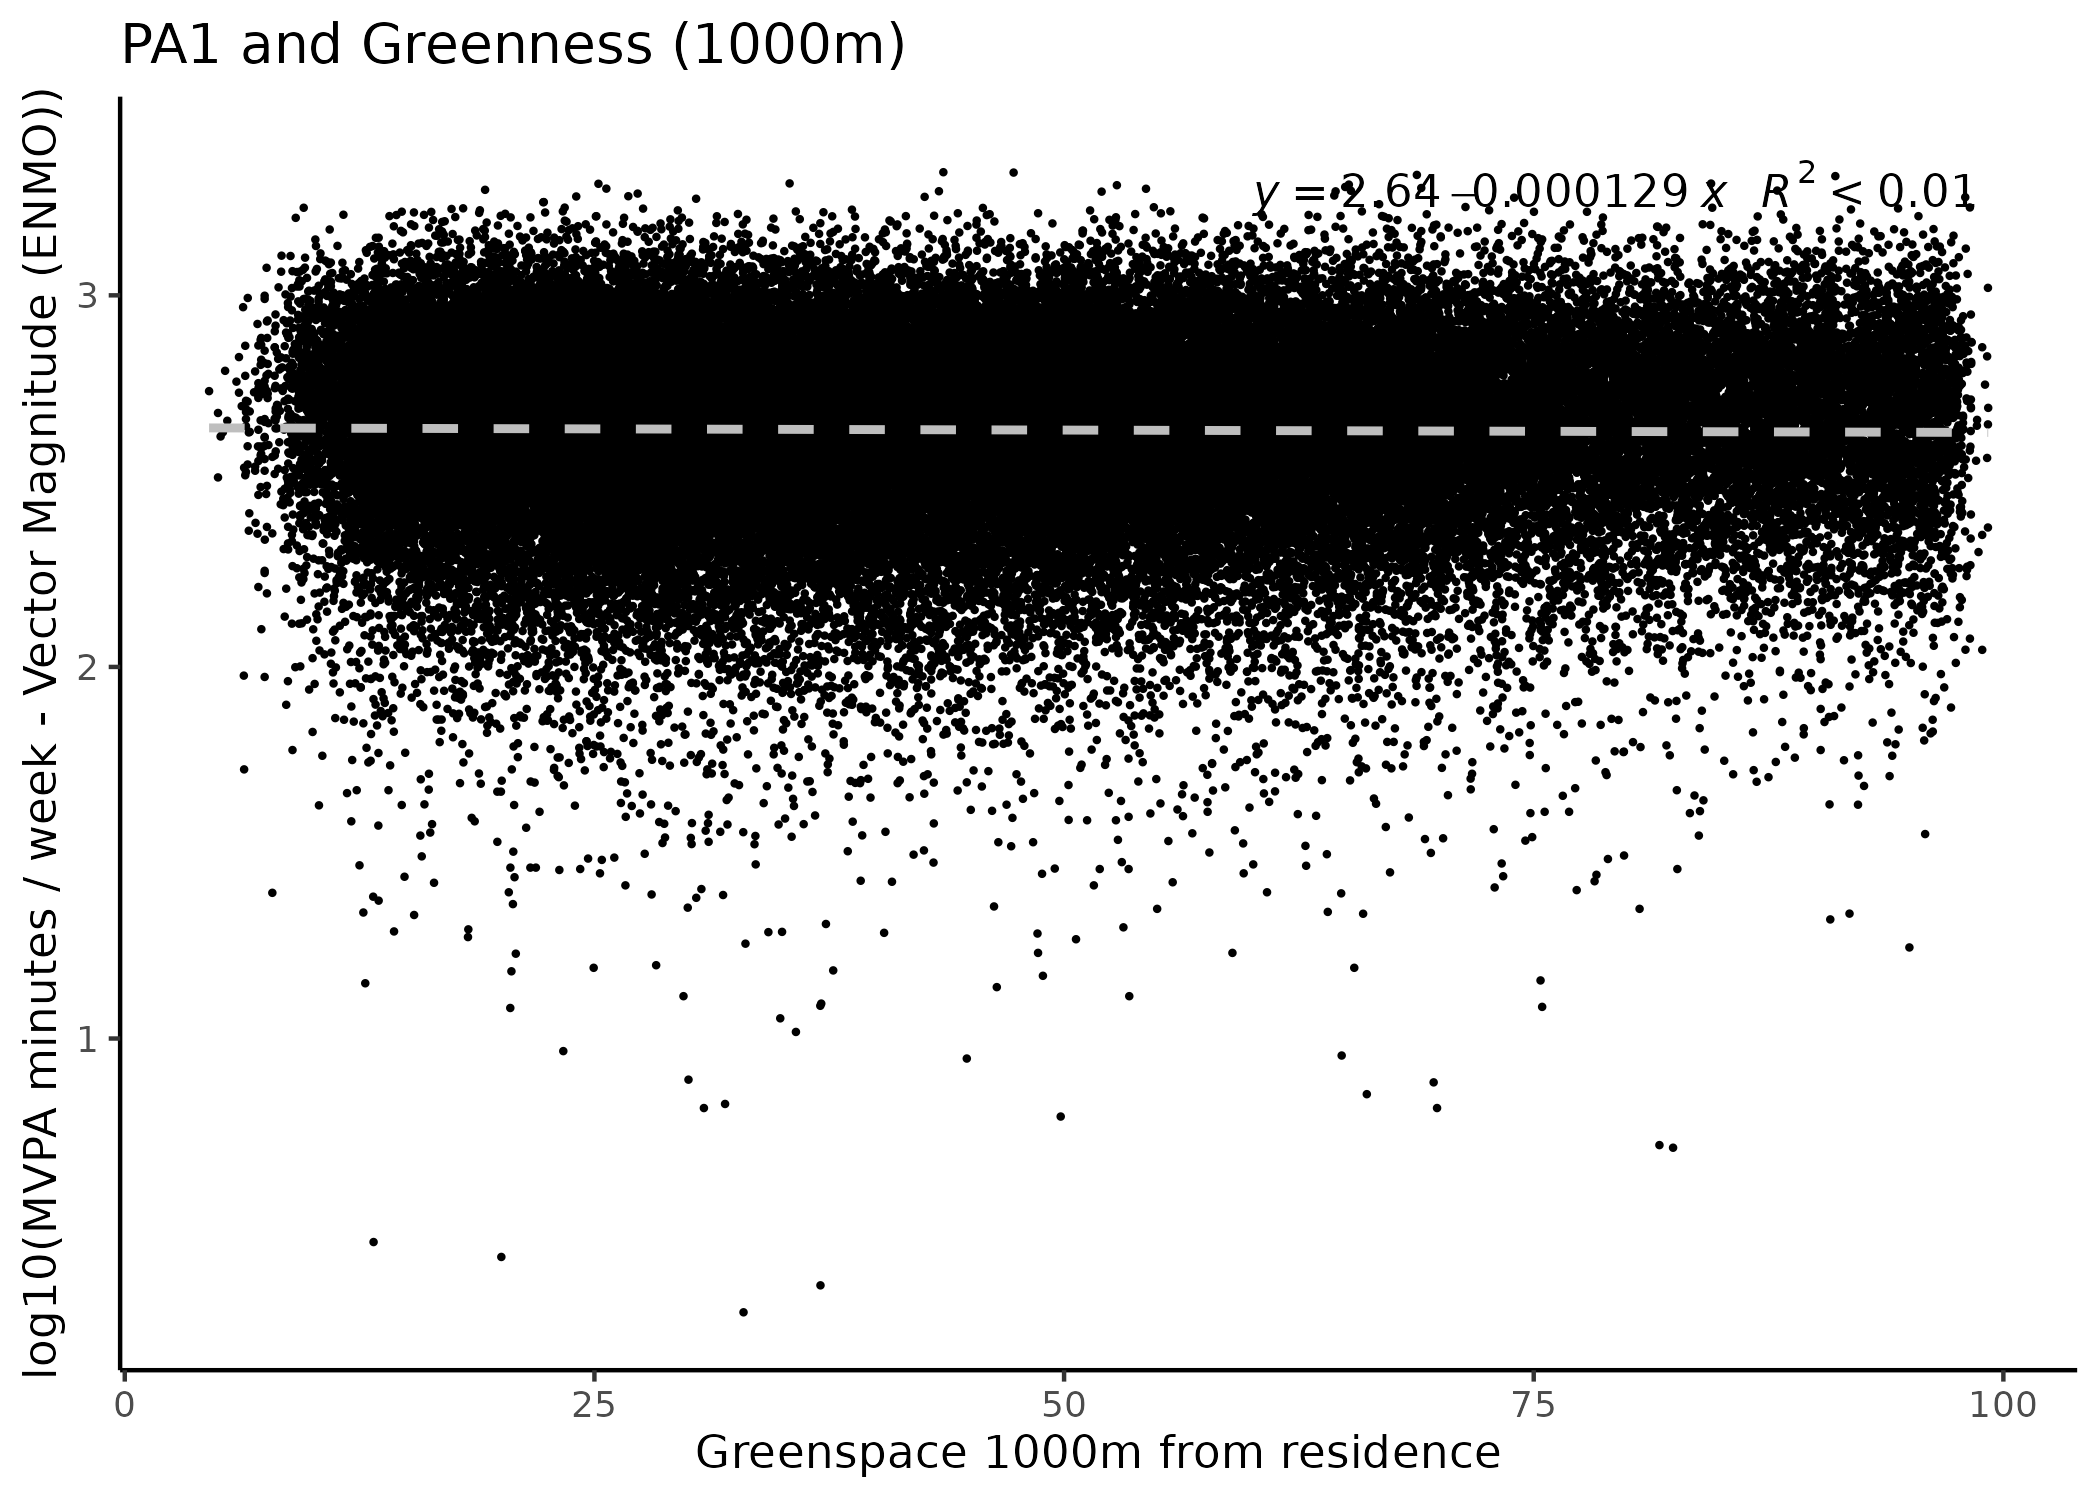 PA1 and Greenness (1000m)
y = 2.64 – 0.000129 x R² < 0.01
log10(MVPA minutes / week - Vector Magnitude (ENMO))
3
2
1
0 25 50 75 100
Greenspace 1000m from residence